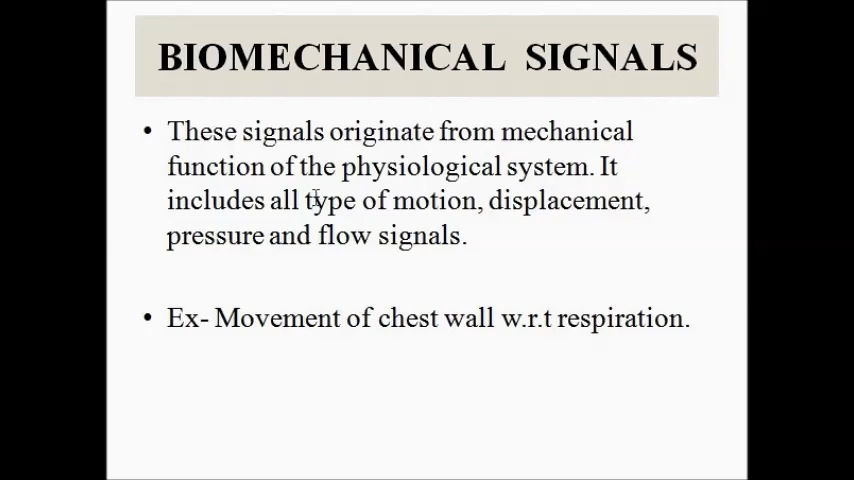 BIOMECHANICAL SIGNALS
• These signals originate from mechanical
function of the physiological system. It
includes all type of motion, displacement,
pressure and flow signals.
• Ex- Movement of chest wall w.r.t respiration.